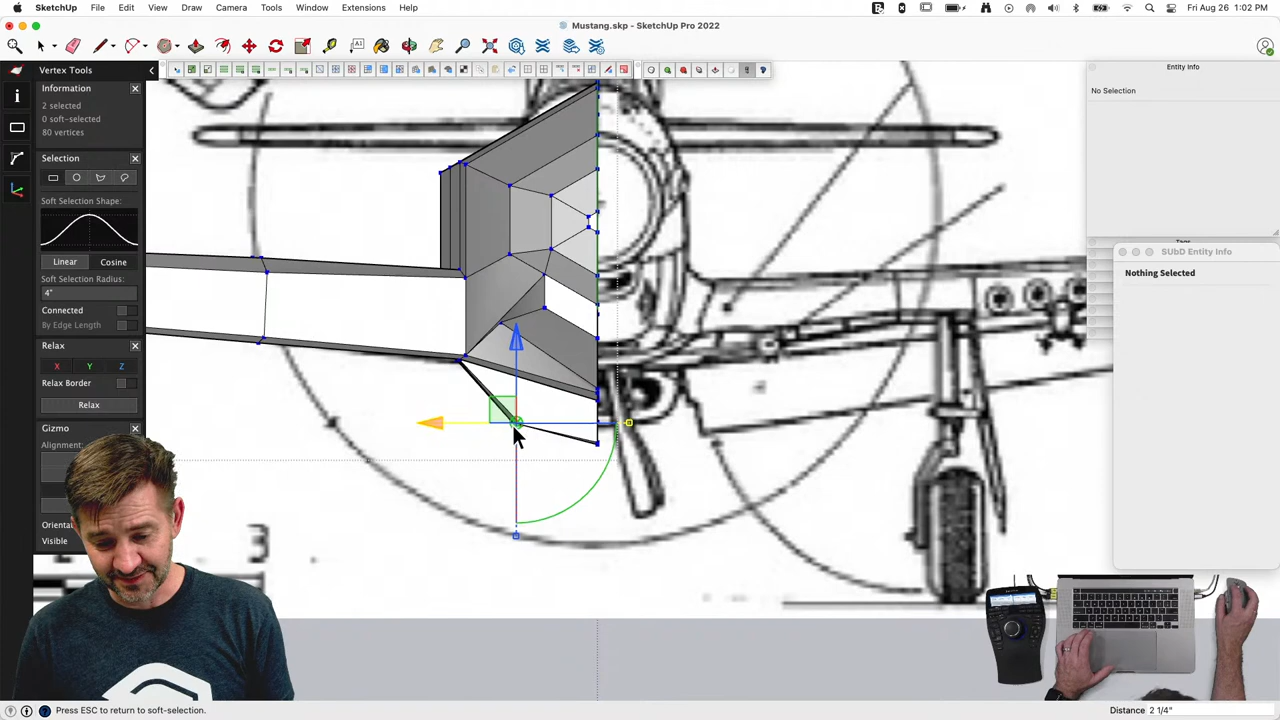 SketchUp File Edit View Draw Camera Tools Window Extensions Help Fri Aug 26 1:02 PM
Mustang.skp - SketchUp Pro 2022
Vertex Tools
Entity Info
Information
2 selected
0 soft-selected
80 vertices
No Selection
Selection
Soft Selection Shape:
Linear Cosine
Soft Selection Radius:
4"
Connected
By Edge Length
Relax
X Y Z
Relax Border
Relax
Gizmo
Alignment:
Visible
SUbD Entity Info
Nothing Selected
3
Press ESC to return to soft-selection.
Distance 2 1/4"